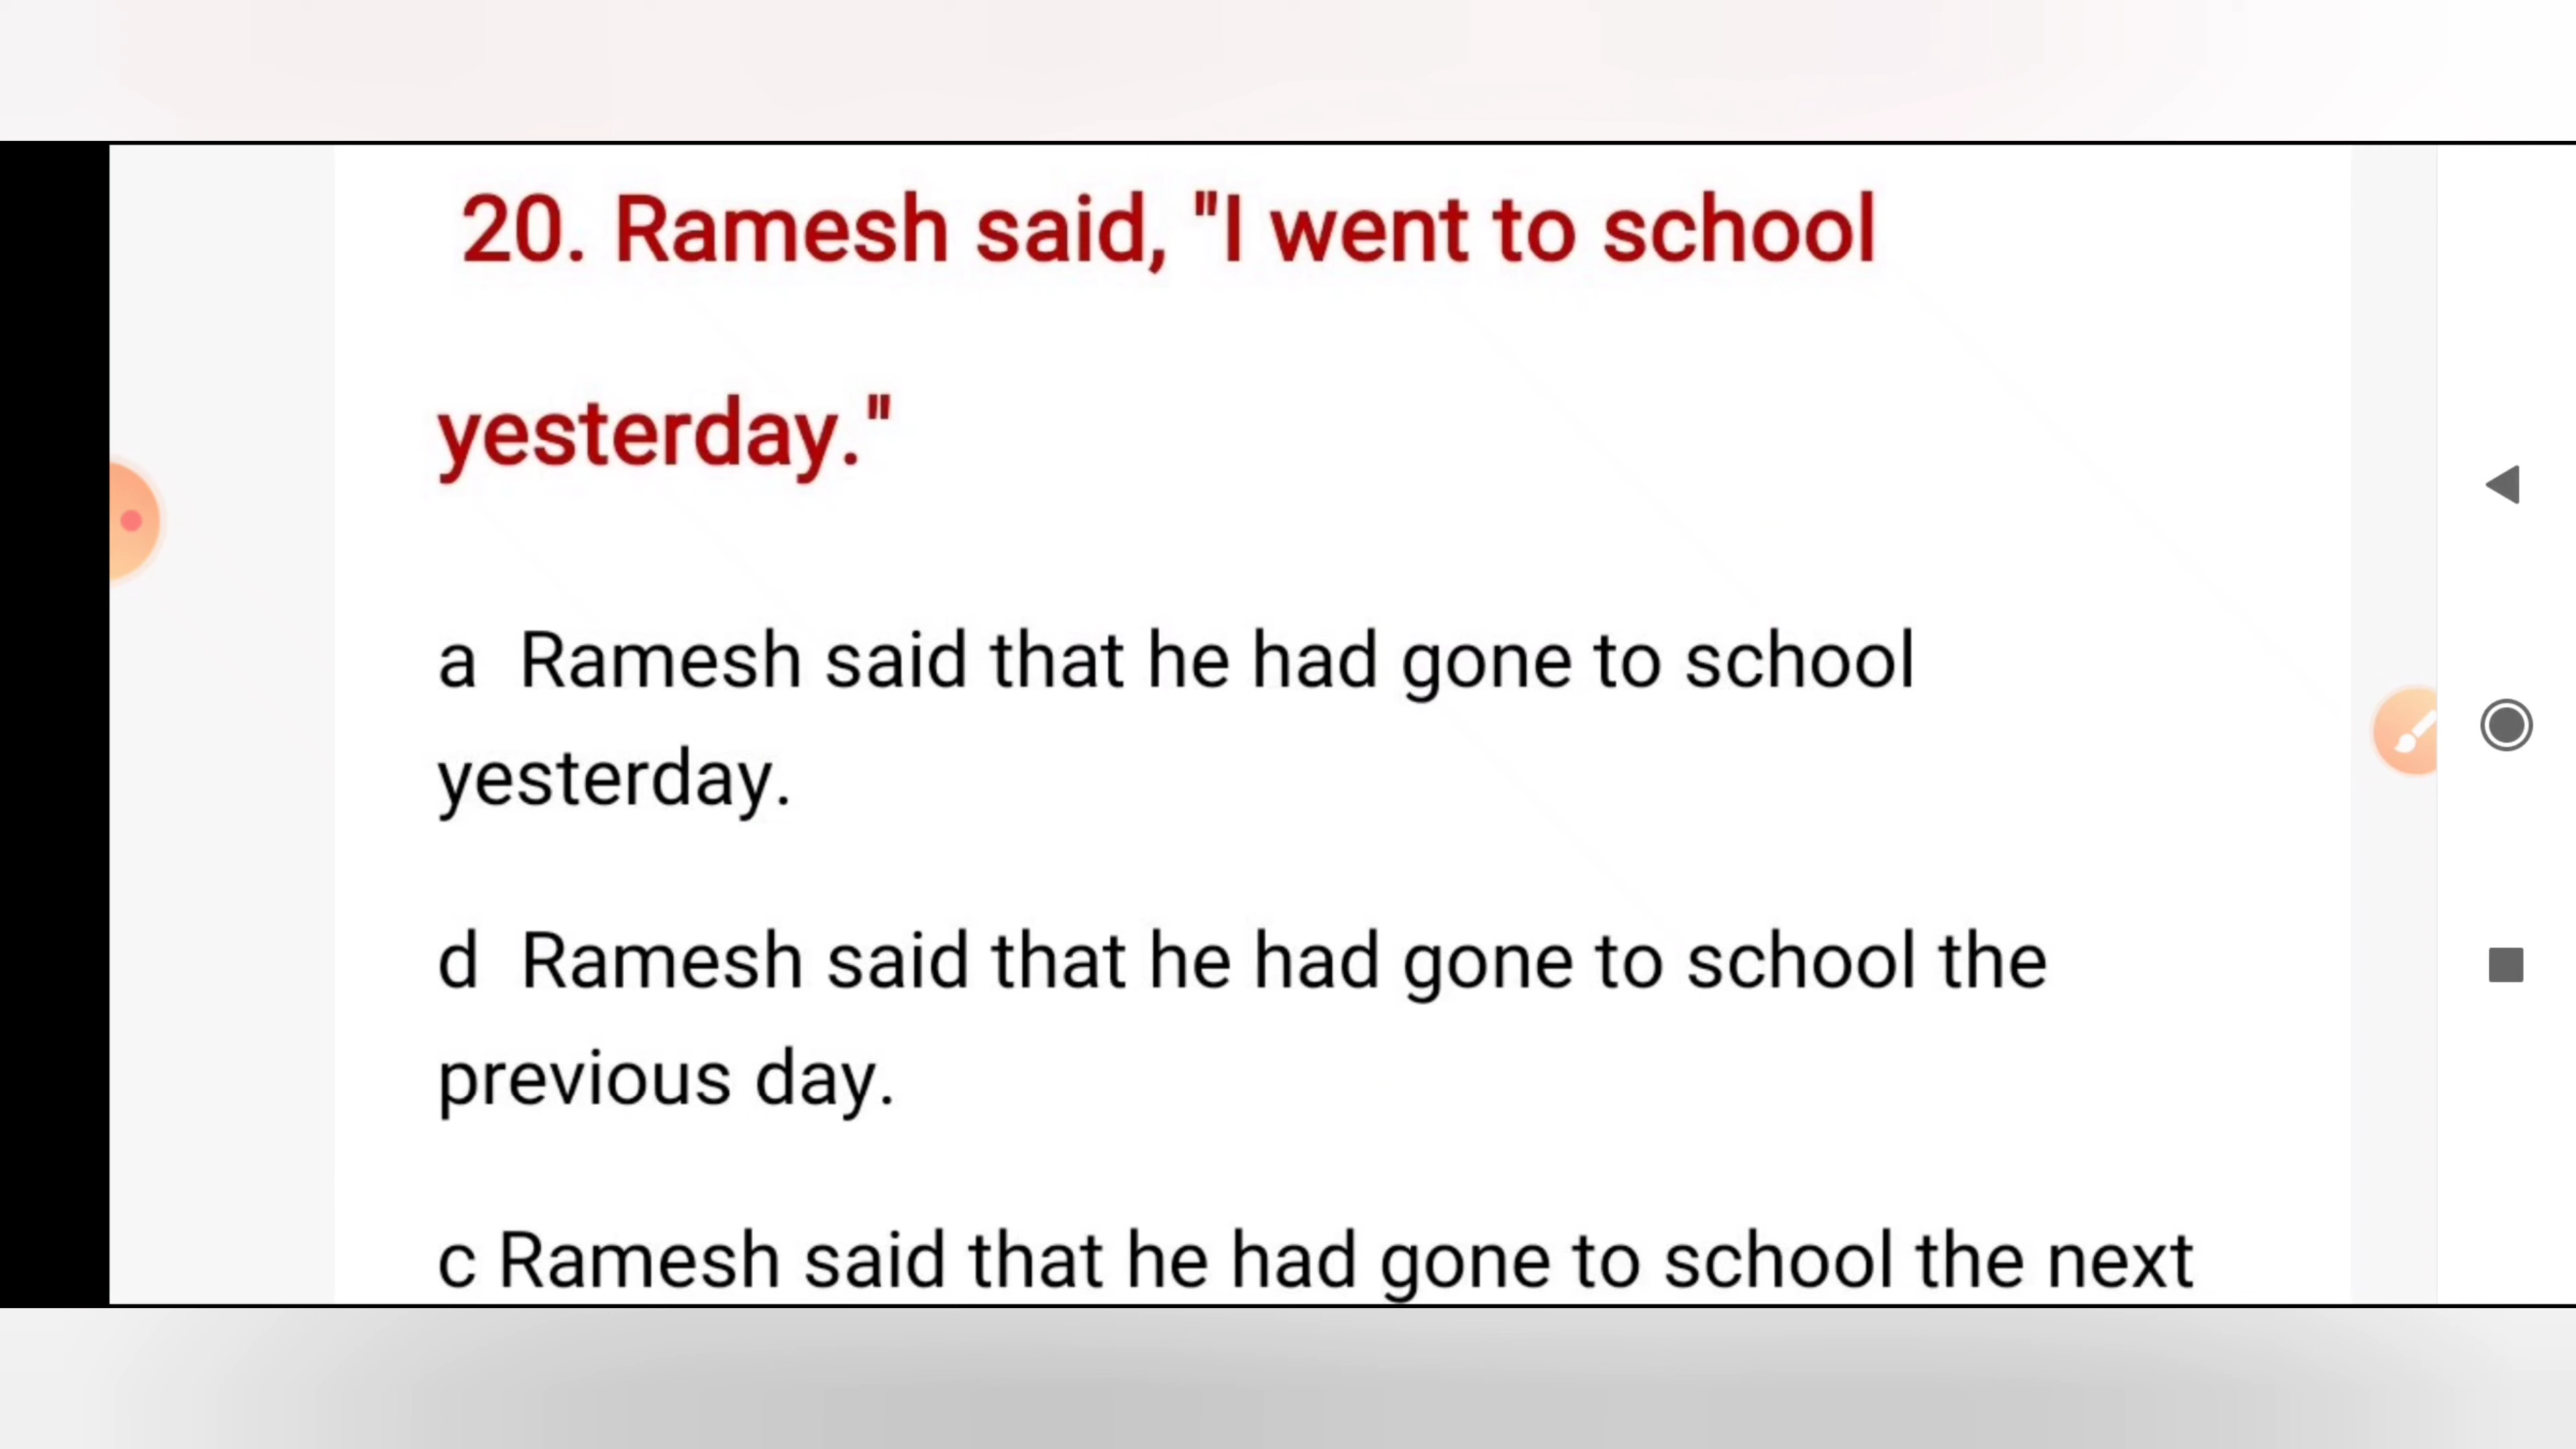 20. Ramesh said, "I went to school
yesterday."
a Ramesh said that he had gone to school
yesterday.
d Ramesh said that he had gone to school the
previous day.
c Ramesh said that he had gone to school the next